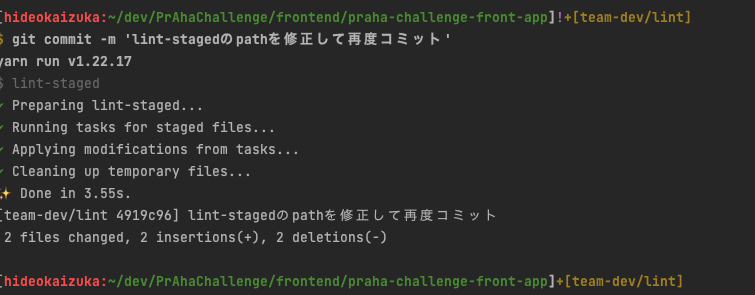 [hideokaizuka:~/dev/PrAhaChallenge/frontend/praha-challenge-front-app]!+[team-dev/lint]
$ git commit -m 'lint-stagedのpathを修正して再度コミット'
yarn run v1.22.17
$ lint-staged
✔ Preparing lint-staged...
✔ Running tasks for staged files...
✔ Applying modifications from tasks...
✔ Cleaning up temporary files...
✨ Done in 3.55s.
[team-dev/lint 4919c96] lint-stagedのpathを修正して再度コミット
2 files changed, 2 insertions(+), 2 deletions(-)
[hideokaizuka:~/dev/PrAhaChallenge/frontend/praha-challenge-front-app]+[team-dev/lint]